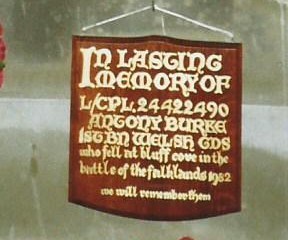 IN LASTING
MEMORY OF
L/CPL. 24422490
ANTONY BURKE
1ST BN WELSH GDS
who fell at bluff cove in the
battle of the falklands 1982
we will remember them